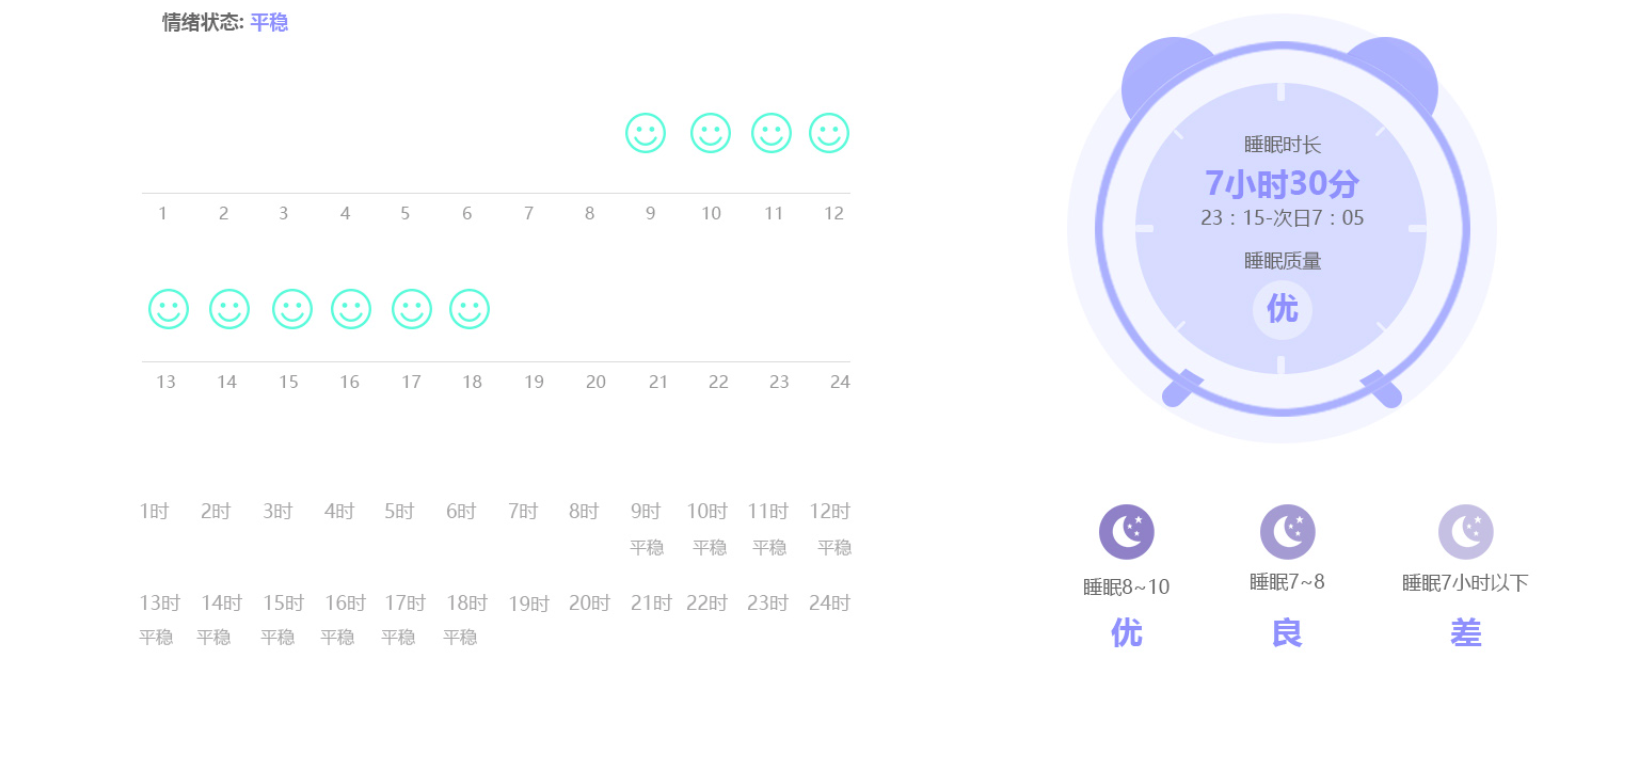 情绪状态: 平稳
1 2 3 4 5 6 7 8 9 10 11 12
13 14 15 16 17 18 19 20 21 22 23 24
1时 2时 3时 4时 5时 6时 7时 8时 9时 10时 11时 12时
平稳 平稳 平稳 平稳
13时 14时 15时 16时 17时 18时 19时 20时 21时 22时 23时 24时
平稳 平稳 平稳 平稳 平稳 平稳
睡眠时长
7小时30分
23：15-次日7：05
睡眠质量
优
睡眠8~10 睡眠7~8 睡眠7小时以下
优 良 差